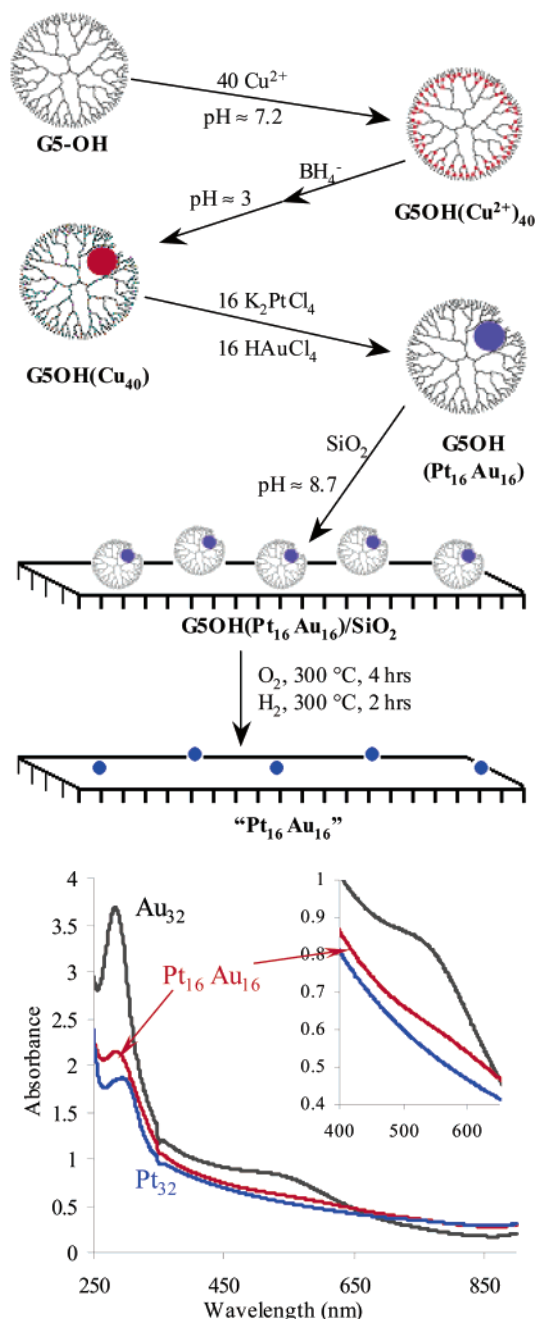 40 Cu²⁺
pH ≈ 7.2
G5-OH
BH₄⁻
pH ≈ 3
G5OH(Cu²⁺)₄₀
16 K₂PtCl₄
16 HAuCl₄
G5OH(Cu₄₀)
G5OH
(Pt₁₆ Au₁₆)
SiO₂
pH ≈ 8.7
G5OH(Pt₁₆ Au₁₆)/SiO₂
O₂, 300 °C, 4 hrs
H₂, 300 °C, 2 hrs
“Pt₁₆ Au₁₆”
4
3.5
3
2.5
2
1.5
1
0.5
0
Absorbance
Au₃₂
Pt₁₆ Au₁₆
Pt₃₂
1
0.9
0.8
0.7
0.6
0.5
0.4
400 500 600
250 450 650 850
Wavelength (nm)